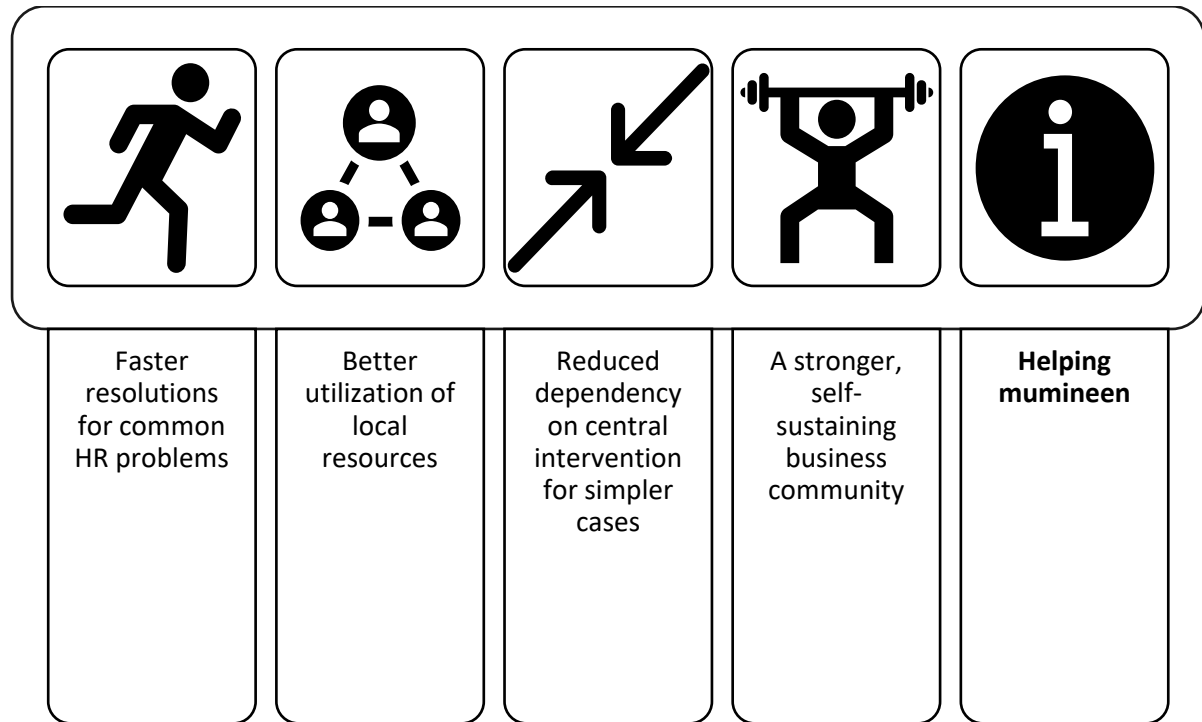 Faster
resolutions
for common
HR problems
Better
utilization of
local
resources
Reduced
dependency
on central
intervention
for simpler
cases
A stronger,
self-
sustaining
business
community
Helping
mumineen